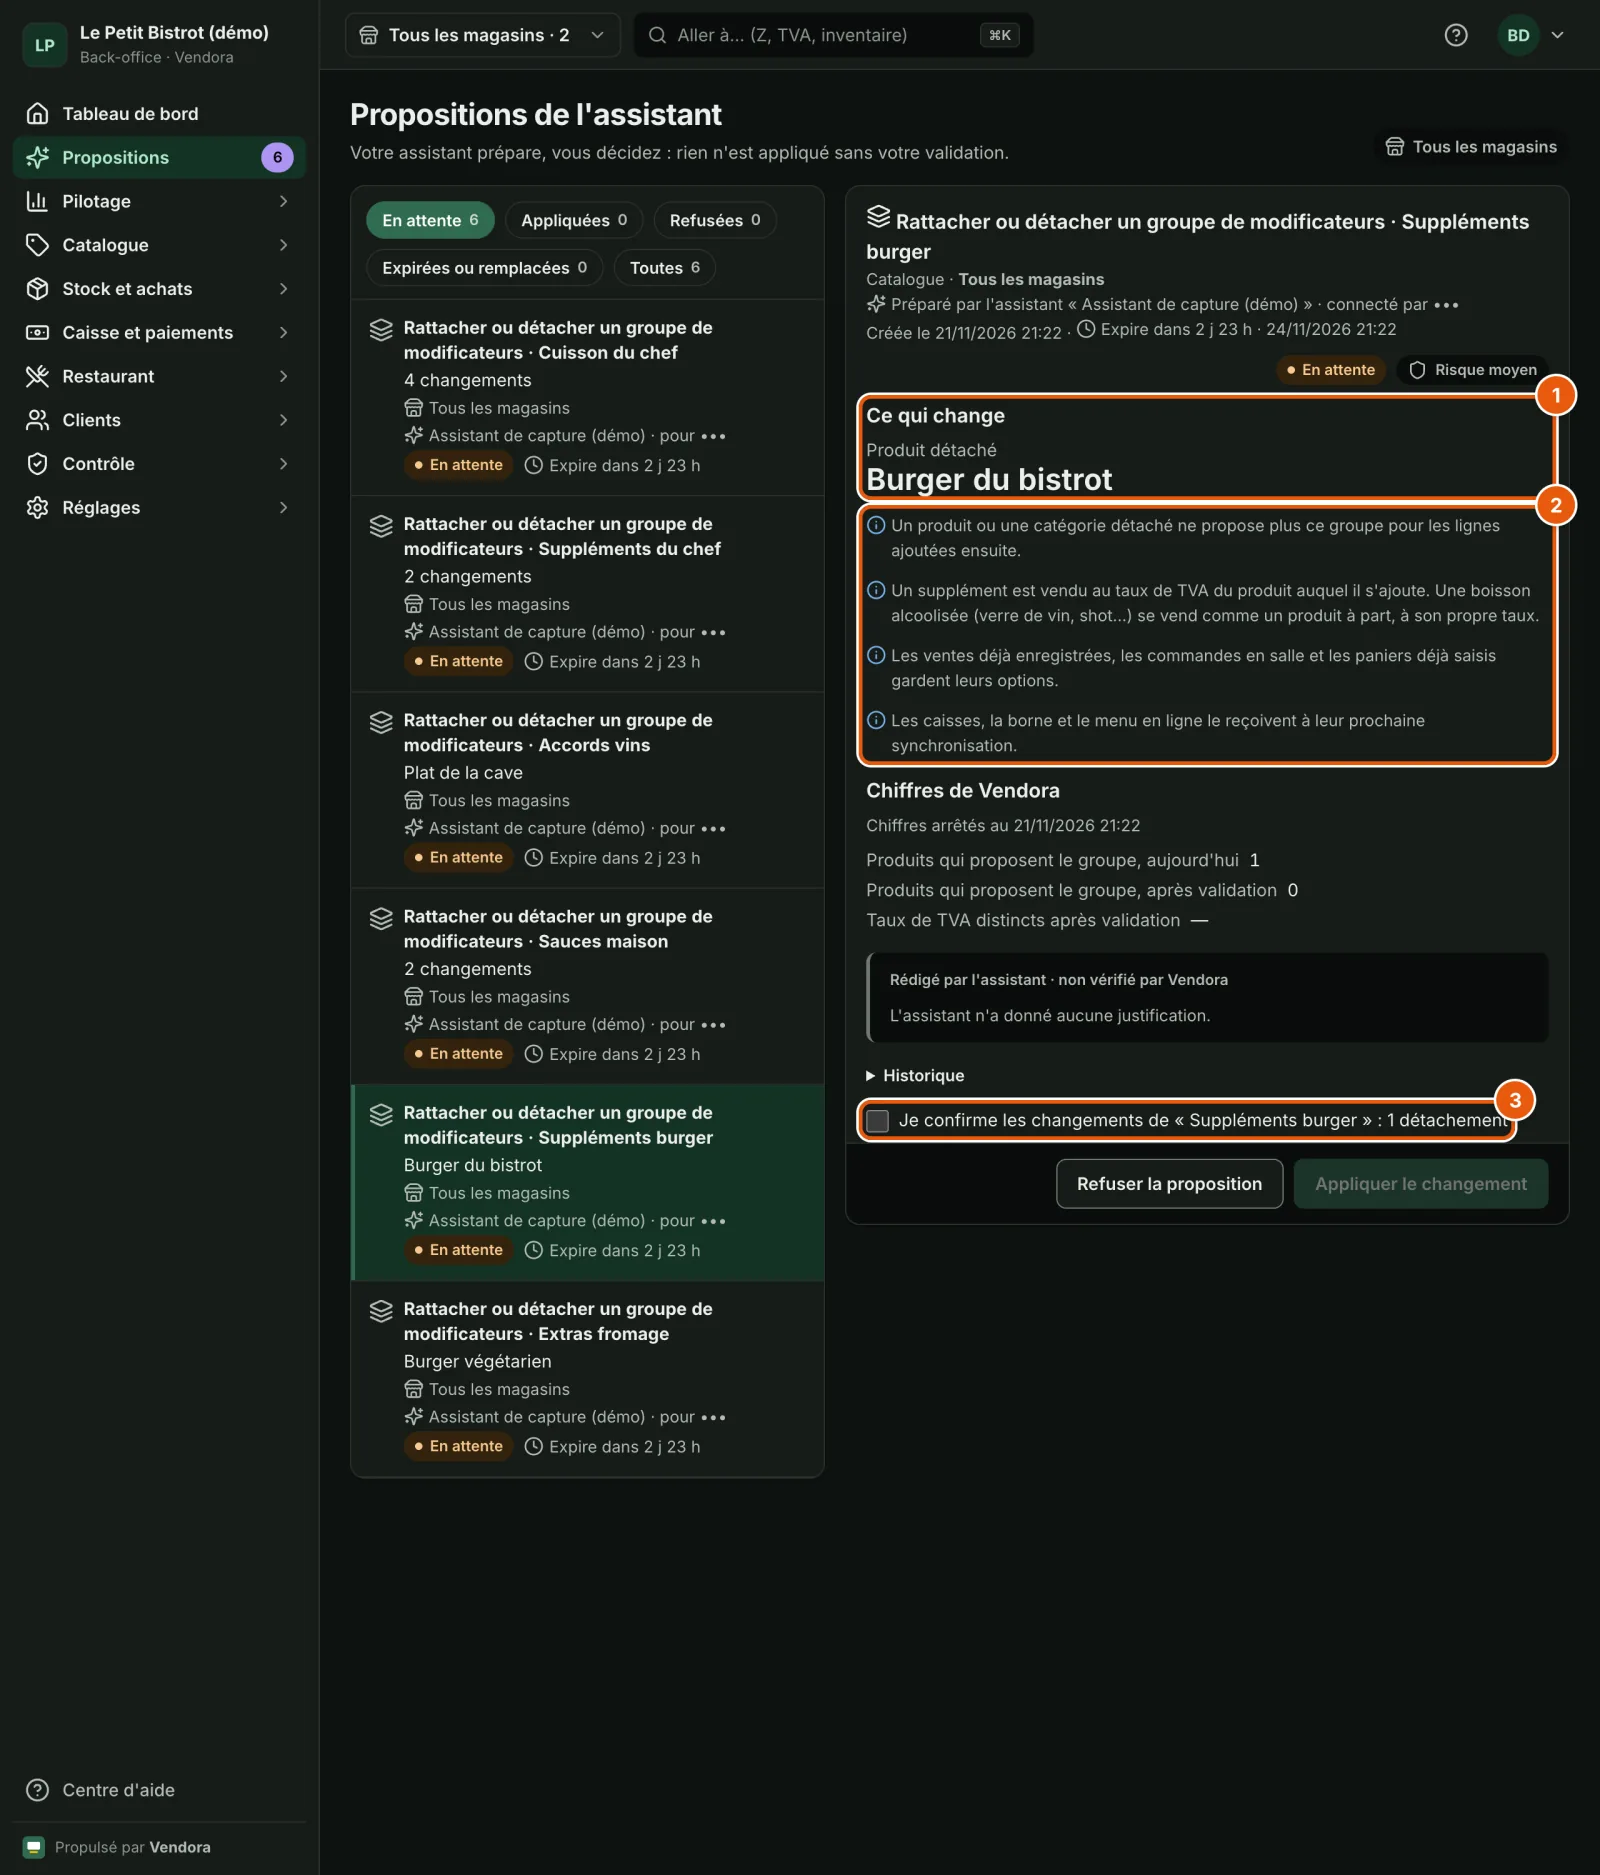 LP
Le Petit Bistrot (démo)
Back-office · Vendora
Tableau de bord
Propositions 6
Pilotage
Catalogue
Stock et achats
Caisse et paiements
Restaurant
Clients
Contrôle
Réglages
Centre d'aide
Propulsé par Vendora
Tous les magasins · 2
Aller à... (Z, TVA, inventaire) ⌘K
BD
Propositions de l'assistant
Votre assistant prépare, vous décidez : rien n'est appliqué sans votre validation.
Tous les magasins
En attente 6
Appliquées 0
Refusées 0
Expirées ou remplacées 0
Toutes 6
Rattacher ou détacher un groupe de
modificateurs · Cuisson du chef
4 changements
Tous les magasins
Assistant de capture (démo) · pour •••
En attente
Expire dans 2 j 23 h
Rattacher ou détacher un groupe de
modificateurs · Suppléments du chef
2 changements
Tous les magasins
Assistant de capture (démo) · pour •••
En attente
Expire dans 2 j 23 h
Rattacher ou détacher un groupe de
modificateurs · Accords vins
Plat de la cave
Tous les magasins
Assistant de capture (démo) · pour •••
En attente
Expire dans 2 j 23 h
Rattacher ou détacher un groupe de
modificateurs · Sauces maison
2 changements
Tous les magasins
Assistant de capture (démo) · pour •••
En attente
Expire dans 2 j 23 h
Rattacher ou détacher un groupe de
modificateurs · Suppléments burger
Burger du bistrot
Tous les magasins
Assistant de capture (démo) · pour •••
En attente
Expire dans 2 j 23 h
Rattacher ou détacher un groupe de
modificateurs · Extras fromage
Burger végétarien
Tous les magasins
Assistant de capture (démo) · pour •••
En attente
Expire dans 2 j 23 h
Rattacher ou détacher un groupe de modificateurs · Suppléments
burger
Catalogue · Tous les magasins
Préparé par l'assistant « Assistant de capture (démo) » · connecté par •••
Créée le 21/11/2026 21:22 · Expire dans 2 j 23 h · 24/11/2026 21:22
En attente
Risque moyen
1
Ce qui change
Produit détaché
Burger du bistrot
2
Un produit ou une catégorie détaché ne propose plus ce groupe pour les lignes
ajoutées ensuite.
Un supplément est vendu au taux de TVA du produit auquel il s'ajoute. Une boisson
alcoolisée (verre de vin, shot…) se vend comme un produit à part, à son propre taux.
Les ventes déjà enregistrées, les commandes en salle et les paniers déjà saisis
gardent leurs options.
Les caisses, la borne et le menu en ligne le reçoivent à leur prochaine
synchronisation.
Chiffres de Vendora
Chiffres arrêtés au 21/11/2026 21:22
Produits qui proposent le groupe, aujourd'hui 1
Produits qui proposent le groupe, après validation 0
Taux de TVA distincts après validation —
Rédigé par l'assistant · non vérifié par Vendora
L'assistant n'a donné aucune justification.
Historique
3
Je confirme les changements de « Suppléments burger » : 1 détachement
Refuser la proposition
Appliquer le changement